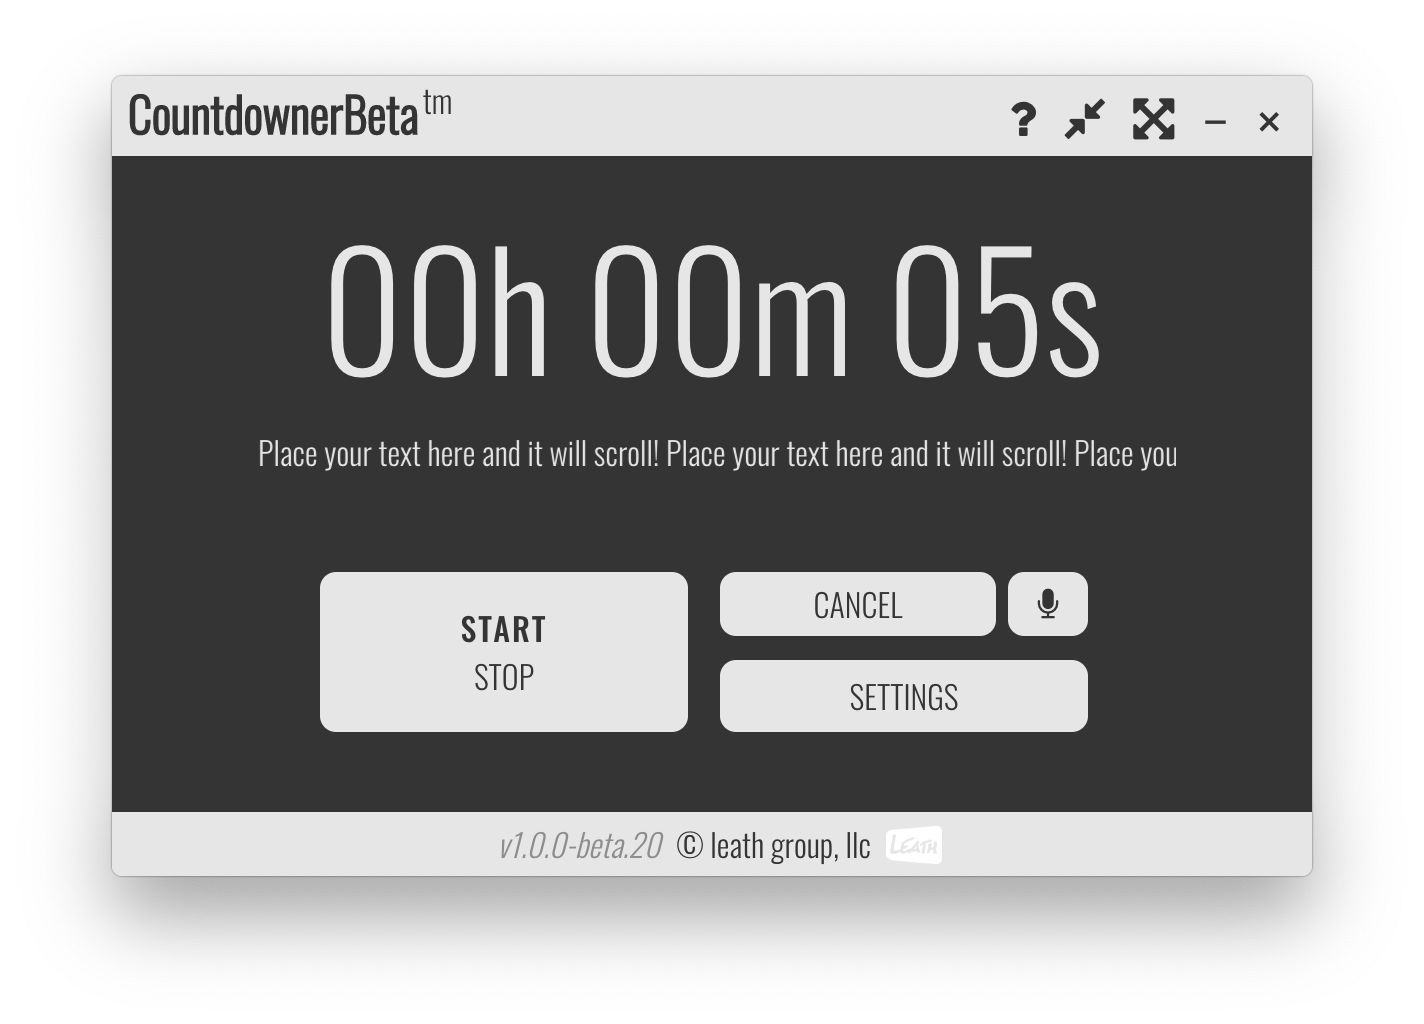 CountdownerBeta tm
00h 00m 05s
Place your text here and it will scroll! Place your text here and it will scroll! Place you
START
STOP
CANCEL
SETTINGS
v1.0.0-beta.20 © leath group, llc LEATH